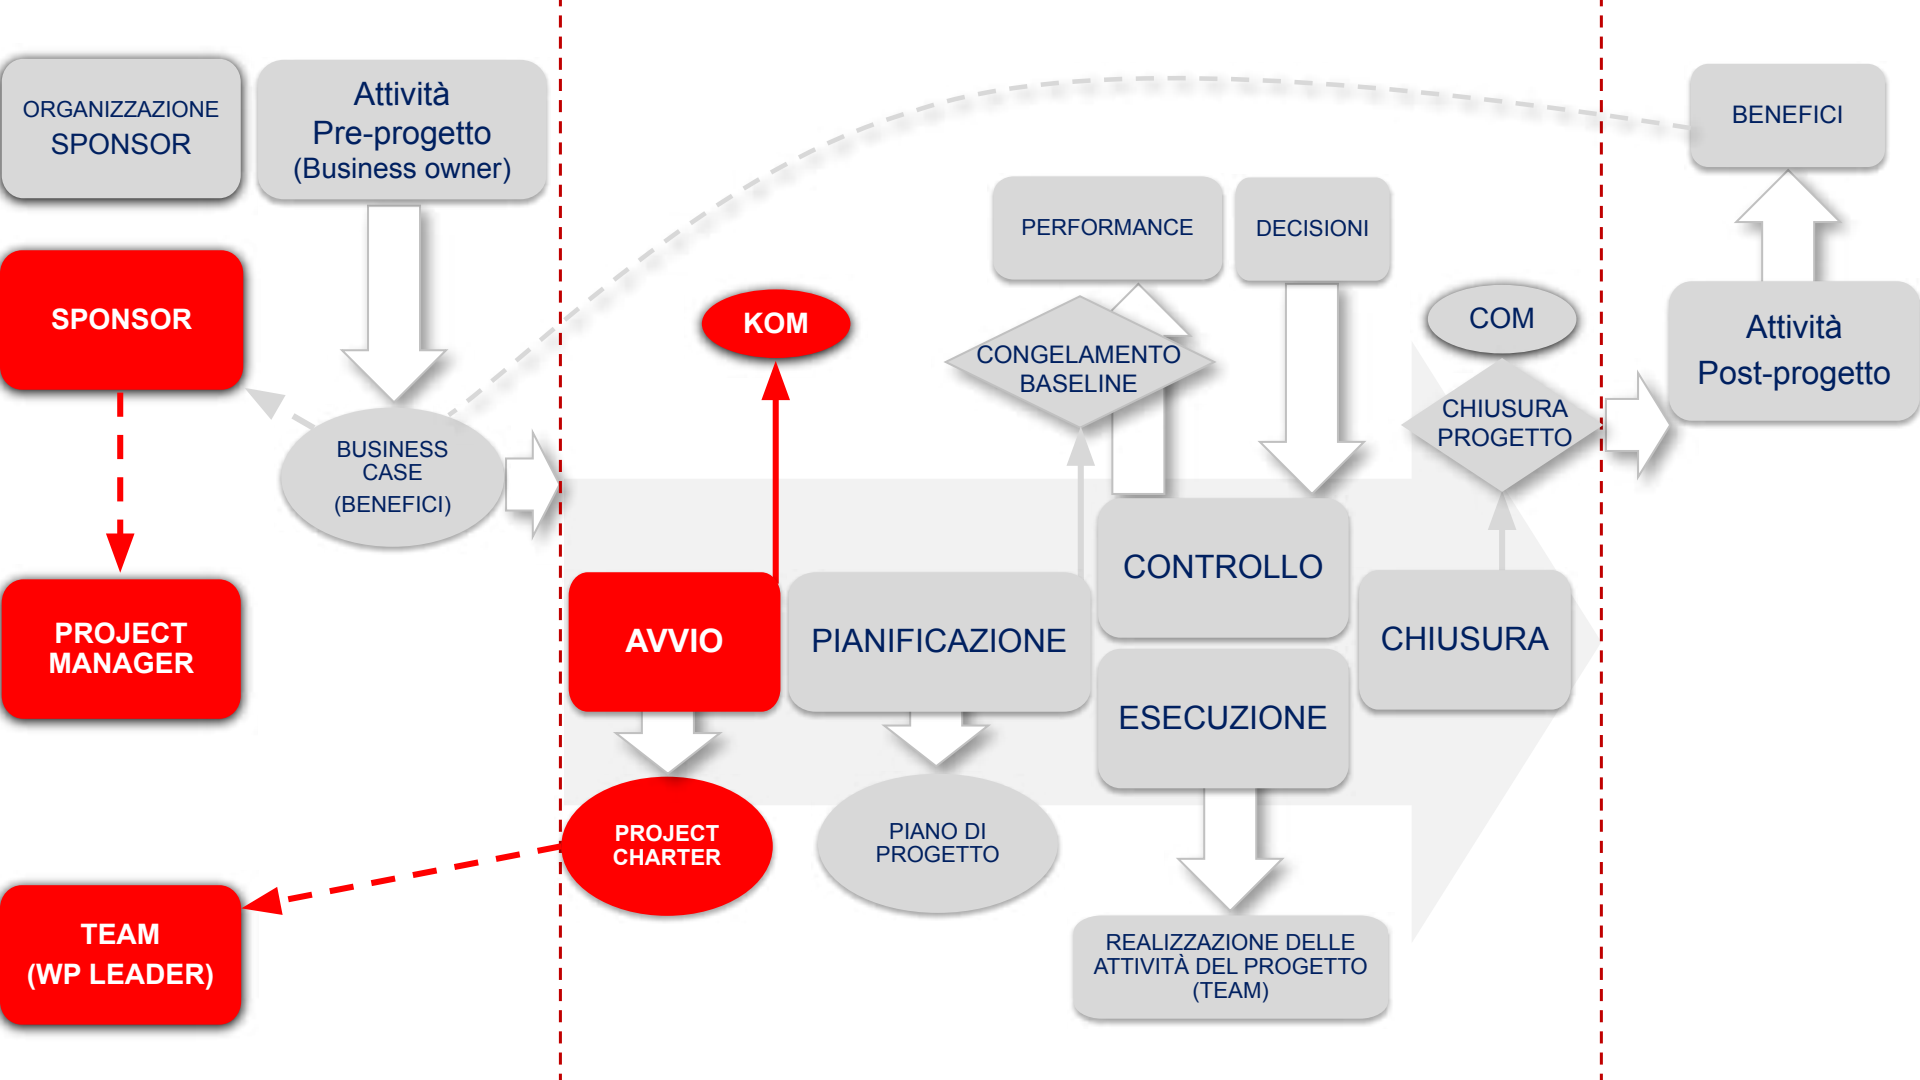 ORGANIZZAZIONE
SPONSOR
Attività
Pre-progetto
(Business owner)
SPONSOR
BUSINESS
CASE
(BENEFICI)
PROJECT
MANAGER
TEAM
(WP LEADER)
KOM
AVVIO
PROJECT
CHARTER
PIANIFICAZIONE
PIANO DI
PROGETTO
CONGELAMENTO
BASELINE
PERFORMANCE
DECISIONI
CONTROLLO
ESECUZIONE
REALIZZAZIONE DELLE
ATTIVITÀ DEL PROGETTO
(TEAM)
COM
CHIUSURA
PROGETTO
CHIUSURA
BENEFICI
Attività
Post-progetto